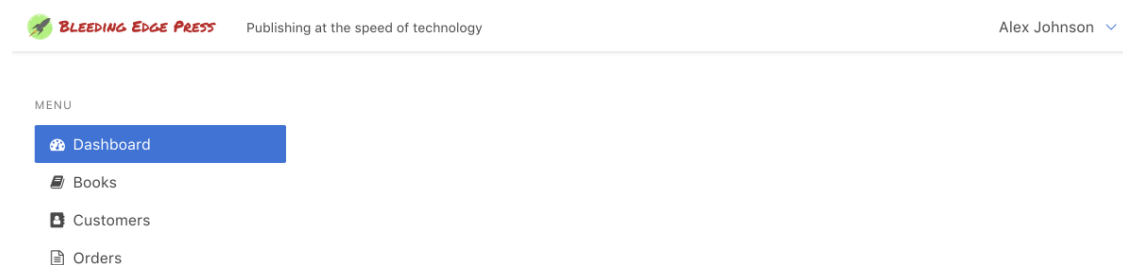 BLEEDING EDGE PRESS Publishing at the speed of technology Alex Johnson
MENU
Dashboard
Books
Customers
Orders